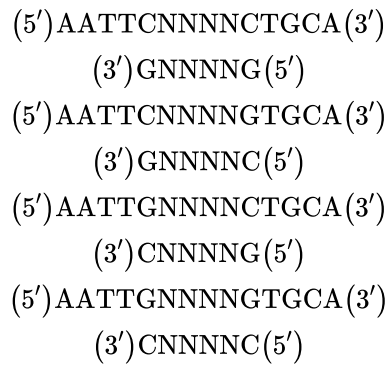 (5′)AATTCNNNNCTGCA(3′)
(3′)GNNNNG(5′)
(5′)AATTCNNNNGTGCA(3′)
(3′)GNNNNC(5′)
(5′)AATTGNNNNCTGCA(3′)
(3′)CNNNNG(5′)
(5′)AATTGNNNNGTGCA(3′)
(3′)CNNNNC(5′)